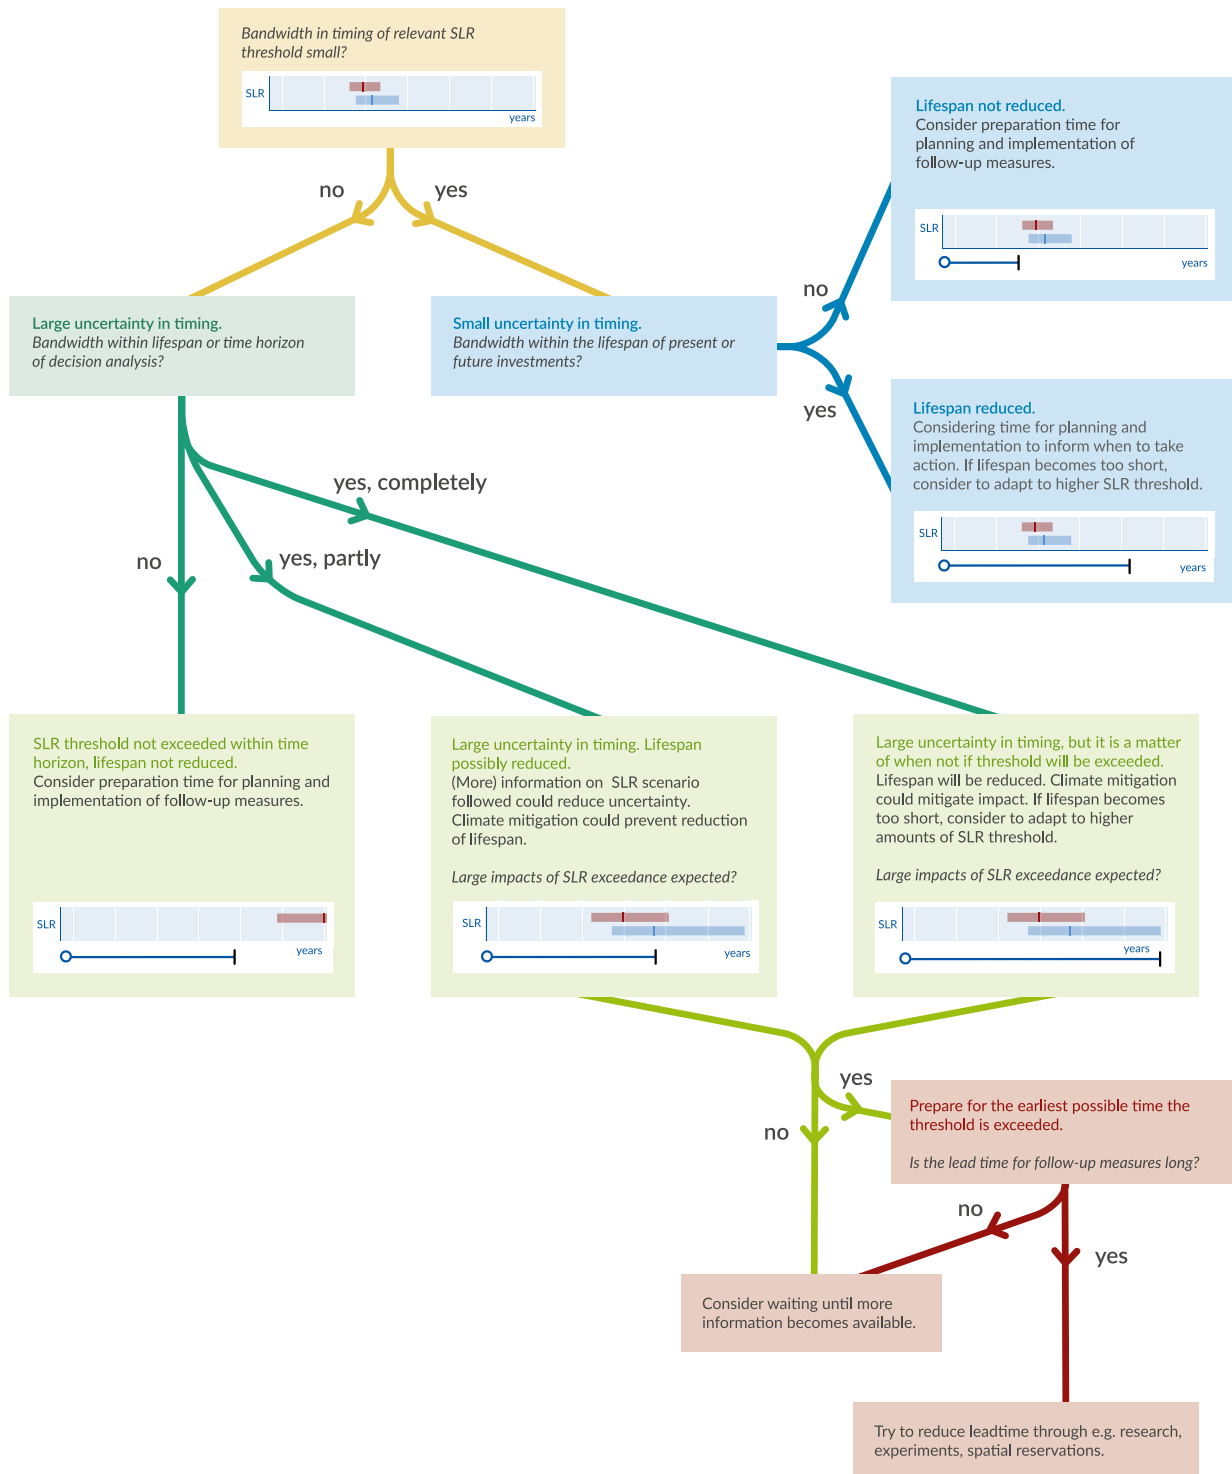 Bandwidth in timing of relevant SLR
threshold small?
SLR
years
no
yes
Lifespan not reduced.
Consider preparation time for
planning and implementation of
follow-up measures.
SLR
years
Large uncertainty in timing.
Bandwidth within lifespan or time horizon
of decision analysis?
Small uncertainty in timing.
Bandwidth within the lifespan of present or
future investments?
no
yes
Lifespan reduced.
Considering time for planning and
implementation to inform when to take
action. If lifespan becomes too short,
consider to adapt to higher SLR threshold.
SLR
years
yes, completely
yes, partly
no
SLR threshold not exceeded within time
horizon, lifespan not reduced.
Consider preparation time for planning and
implementation of follow-up measures.
SLR
years
Large uncertainty in timing. Lifespan
possibly reduced.
(More) information on SLR scenario
followed could reduce uncertainty.
Climate mitigation could prevent reduction
of lifespan.
Large impacts of SLR exceedance expected?
SLR
years
Large uncertainty in timing, but it is a matter
of when not if threshold will be exceeded.
Lifespan will be reduced. Climate mitigation
could mitigate impact. If lifespan becomes
too short, consider to adapt to higher
amounts of SLR threshold.
Large impacts of SLR exceedance expected?
SLR
years
yes
no
Prepare for the earliest possible time the
threshold is exceeded.
Is the lead time for follow-up measures long?
no
yes
Consider waiting until more
information becomes available.
Try to reduce leadtime through e.g. research,
experiments, spatial reservations.